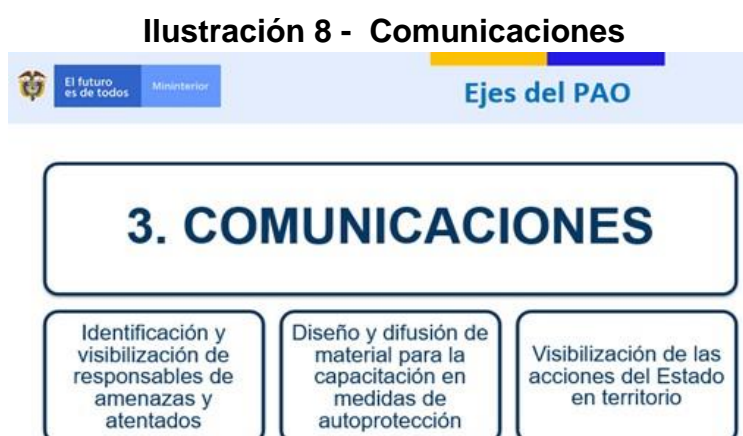 Ilustración 8 - Comunicaciones
El futuro
es de todos
Mininterior
Ejes del PAO
3. COMUNICACIONES
Identificación y
visibilización de
responsables de
amenazas y
atentados
Diseño y difusión de
material para la
capacitación en
medidas de
autoprotección
Visibilización de las
acciones del Estado
en territorio